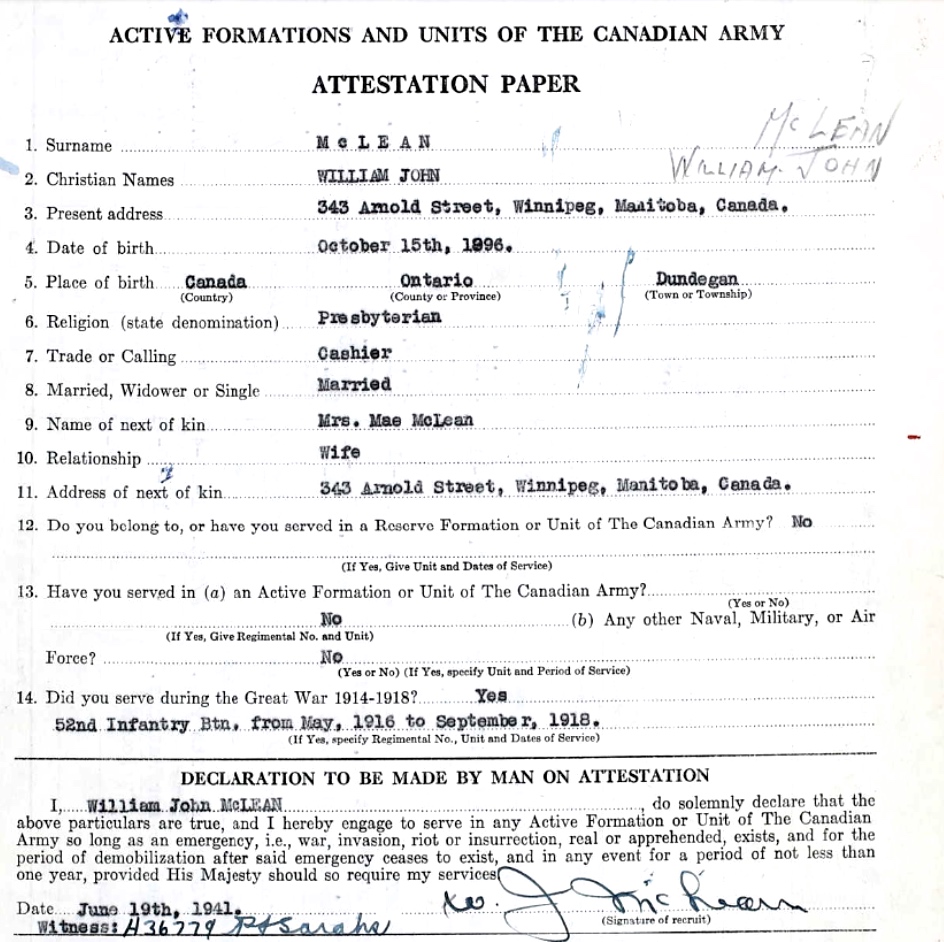 ACTIVE FORMATIONS AND UNITS OF THE CANADIAN ARMY
ATTESTATION PAPER
McLEAN
WILLIAM JOHN
1. Surname McLEAN
2. Christian Names WILLIAM JOHN
3. Present address 343 Arnold Street, Winnipeg, Manitoba, Canada.
4. Date of birth October 15th, 1896.
5. Place of birth Canada Ontario Dundegan
(Country) (County or Province) (Town or Township)
6. Religion (state denomination) Presbyterian
7. Trade or Calling Cashier
8. Married, Widower or Single Married
9. Name of next of kin Mrs. Mae McLean
10. Relationship Wife
11. Address of next of kin 343 Arnold Street, Winnipeg, Manitoba, Canada.
12. Do you belong to, or have you served in a Reserve Formation or Unit of The Canadian Army? No
(If Yes, Give Unit and Dates of Service)
13. Have you served in (a) an Active Formation or Unit of The Canadian Army?
(Yes or No)
No (b) Any other Naval, Military, or Air
(If Yes, Give Regimental No. and Unit)
Force? No
(Yes or No) (If Yes, specify Unit and Period of Service)
14. Did you serve during the Great War 1914-1918? Yes
52nd Infantry Btn. from May, 1916 to September, 1918.
(If Yes, specify Regimental No., Unit and Dates of Service)
DECLARATION TO BE MADE BY MAN ON ATTESTATION
I, William John McLEAN, do solemnly declare that the
above particulars are true, and I hereby engage to serve in any Active Formation or Unit of The Canadian
Army so long as an emergency, i.e., war, invasion, riot or insurrection, real or apprehended, exists, and for the
period of demobilization after said emergency ceases to exist, and in any event for a period of not less than
one year, provided His Majesty should so require my services
Date June 19th, 1941. W. J McLean
(Signature of recruit)
Witness: H36779